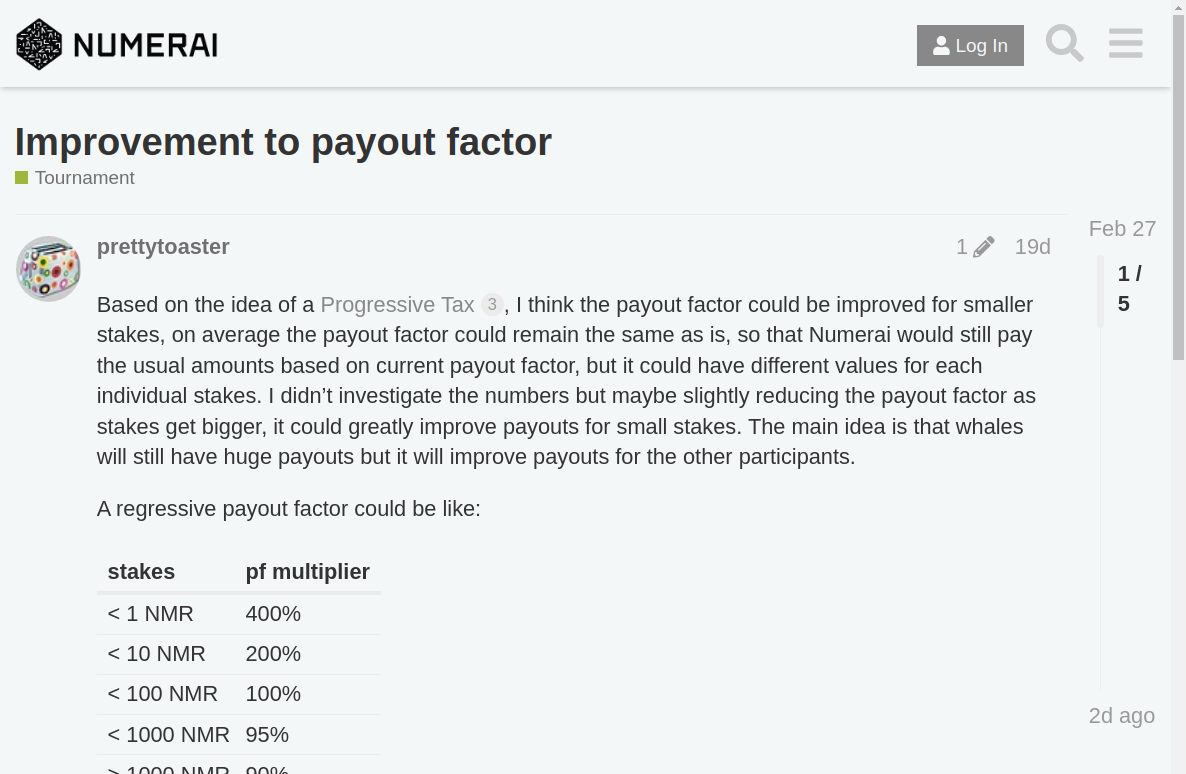 NUMERAI
Log In
Improvement to payout factor
Tournament
Feb 27
prettytoaster
1
19d
1 /
5
Based on the idea of a Progressive Tax 3, I think the payout factor could be improved for smaller
stakes, on average the payout factor could remain the same as is, so that Numerai would still pay
the usual amounts based on current payout factor, but it could have different values for each
individual stakes. I didn’t investigate the numbers but maybe slightly reducing the payout factor as
stakes get bigger, it could greatly improve payouts for small stakes. The main idea is that whales
will still have huge payouts but it will improve payouts for the other participants.
A regressive payout factor could be like:
stakes pf multiplier
< 1 NMR 400%
< 10 NMR 200%
< 100 NMR 100%
< 1000 NMR 95%
> 1000 NMR 90%
2d ago